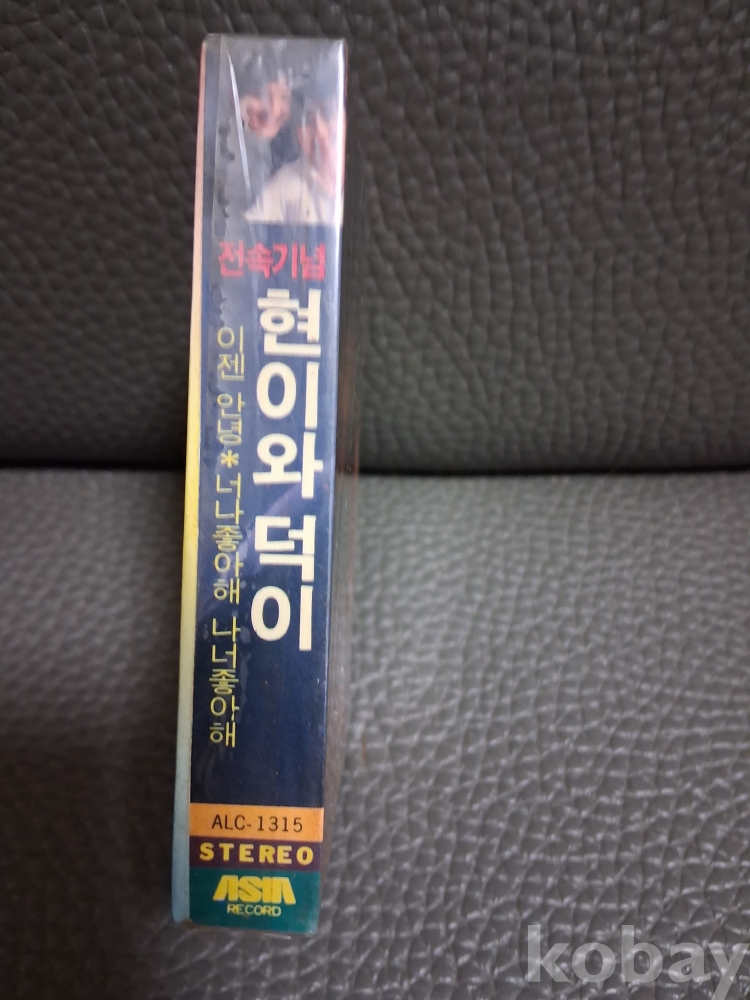 전속기념
현이와 덕이
이젠 안녕*너나좋아해 나너좋아해
ALC-1315
STEREO
ASIA
RECORD
kobay